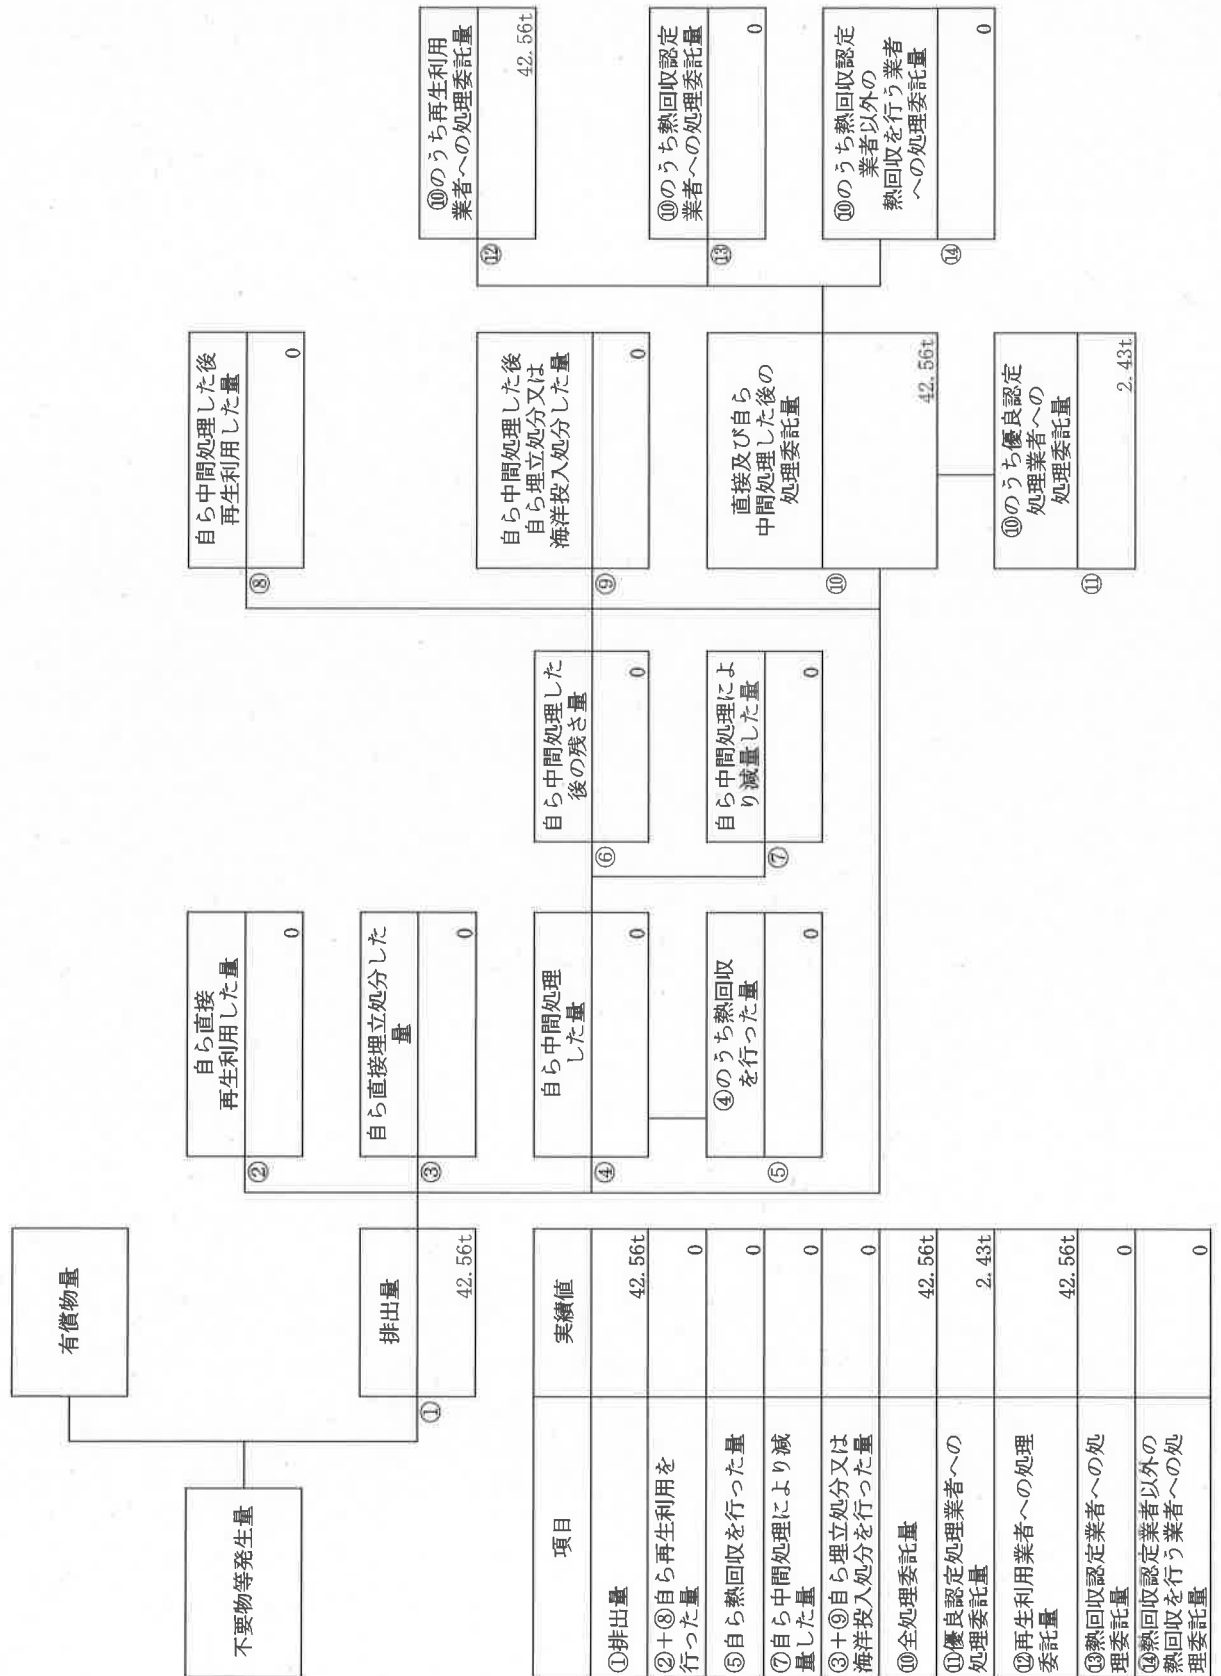 不要物等発生量
有償物量
①
排出量
42.56t
②
自ら直接
再生利用した量
0
③
自ら直接埋立処分した
量
0
④
自ら中間処理
した量
0
⑤
④のうち熱回収
を行った量
0
⑥
自ら中間処理した
後の残さ量
0
⑦
自ら中間処理によ
り減量した量
0
⑧
自ら中間処理した後
再生利用した量
0
⑨
自ら中間処理した後
自ら埋立処分又は
海洋投入処分した量
0
⑩
直接及び自ら
中間処理した後の
処理委託量
42.56t
⑪
⑩のうち優良認定
処理業者への
処理委託量
2.43t
⑫
⑩のうち再生利用
業者への処理委託量
42.56t
⑬
⑩のうち熱回収認定
業者への処理委託量
0
⑭
⑩のうち熱回収認定
業者以外の
熱回収を行う業者
への処理委託量
0
項目
実績値
①排出量
42.56t
②+⑧自ら再生利用を
行った量
0
⑤自ら熱回収を行った量
0
⑦自ら中間処理により減
量した量
0
③+⑨自ら埋立処分又は
海洋投入処分を行った量
0
⑩全処理委託量
42.56t
⑪優良認定処理業者への
処理委託量
2.43t
⑫再生利用業者への処理
委託量
42.56t
⑬熱回収認定業者への処
理委託量
0
⑭熱回収認定業者以外の
熱回収を行う業者への処
理委託量
0